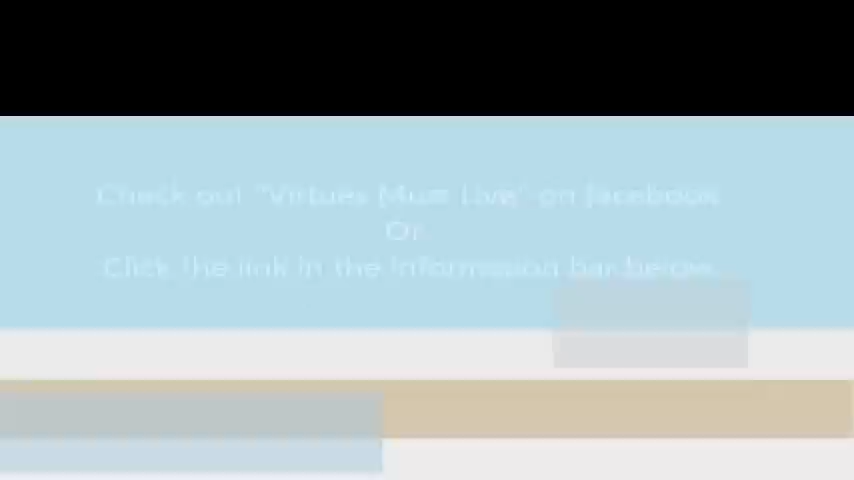 Check out "Virtues Must Live" on facebook
Or
Click the link in the information bar below.